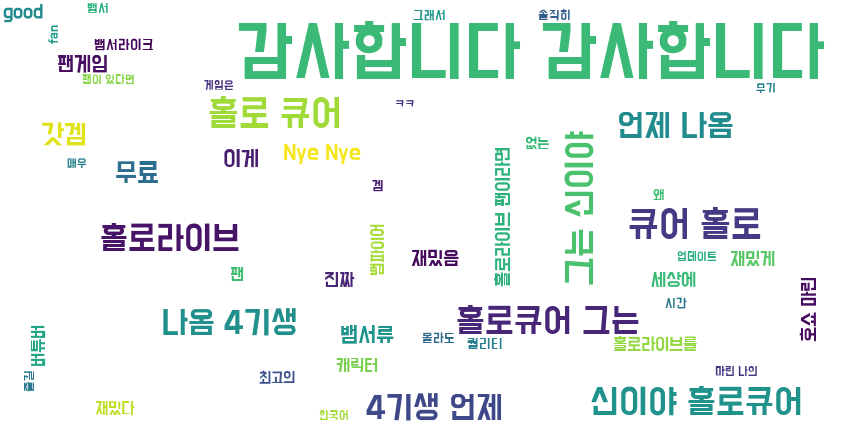 good
뱀서
그래서
솔직히
fan
뱀서라이크
감사합니다 감사합니다
팬게임
팬이 있다면
게임은
무기
홀로 큐어
ㅋㅋ
언제 나옴
갓겜
이게
Nye Nye
없는
그는 신이야
매우
무료
홀로라이브 팬이라면
겜
왜
홀로라이브
큐어 홀로
뱀파이어
재밌음
업데이트
재밌게
팬
진짜
세상에
호쇼 마린
시간
나옴 4기생
홀로큐어 그는
버튜버
뱀서류
몰라도
퀄리티
홀로라이브를
캐릭터
즐길
최고의
마린 나의
재밌다
한국어
4기생 언제
신이야 홀로큐어